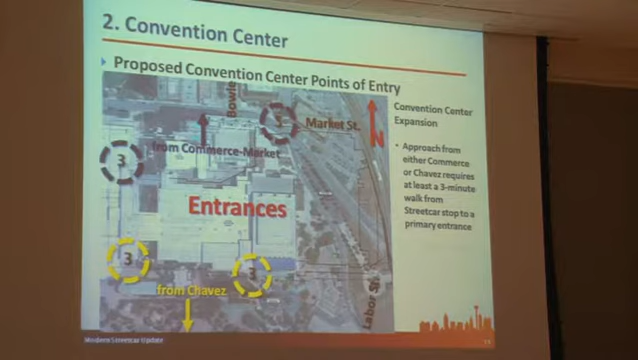 2. Convention Center
Proposed Convention Center Points of Entry
Bowie
Market St.
from Commerce-Market
3
N
3
Entrances
3
3
from Chavez
Labor St.
Convention Center
Expansion
• Approach from
either Commerce
or Chavez requires
at least a 3-minute
walk from
Streetcar stop to a
primary entrance
Modern Streetcar Update